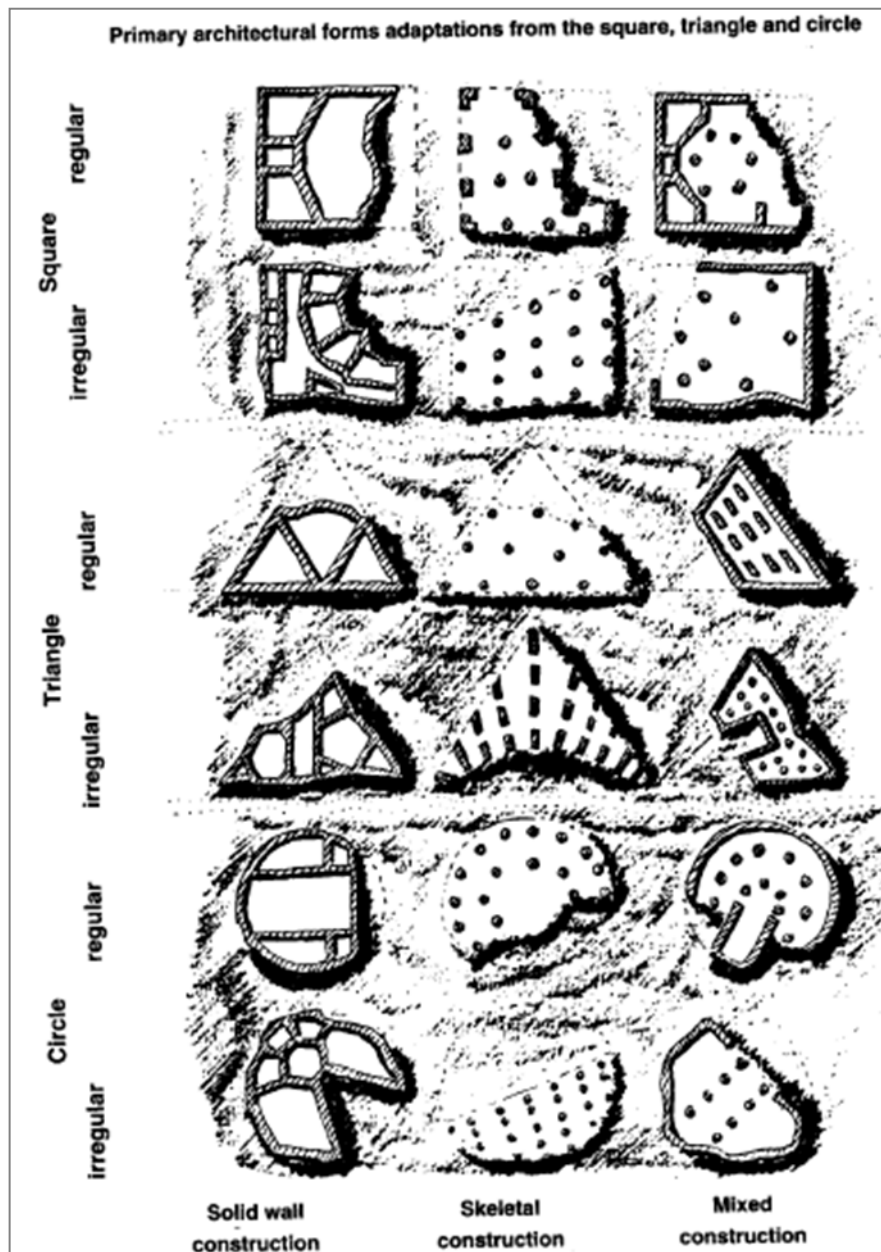 Primary architectural forms adaptations from the square, triangle and circle
Square
regular
irregular
Triangle
regular
irregular
Circle
regular
irregular
Solid wall
construction
Skeletal
construction
Mixed
construction